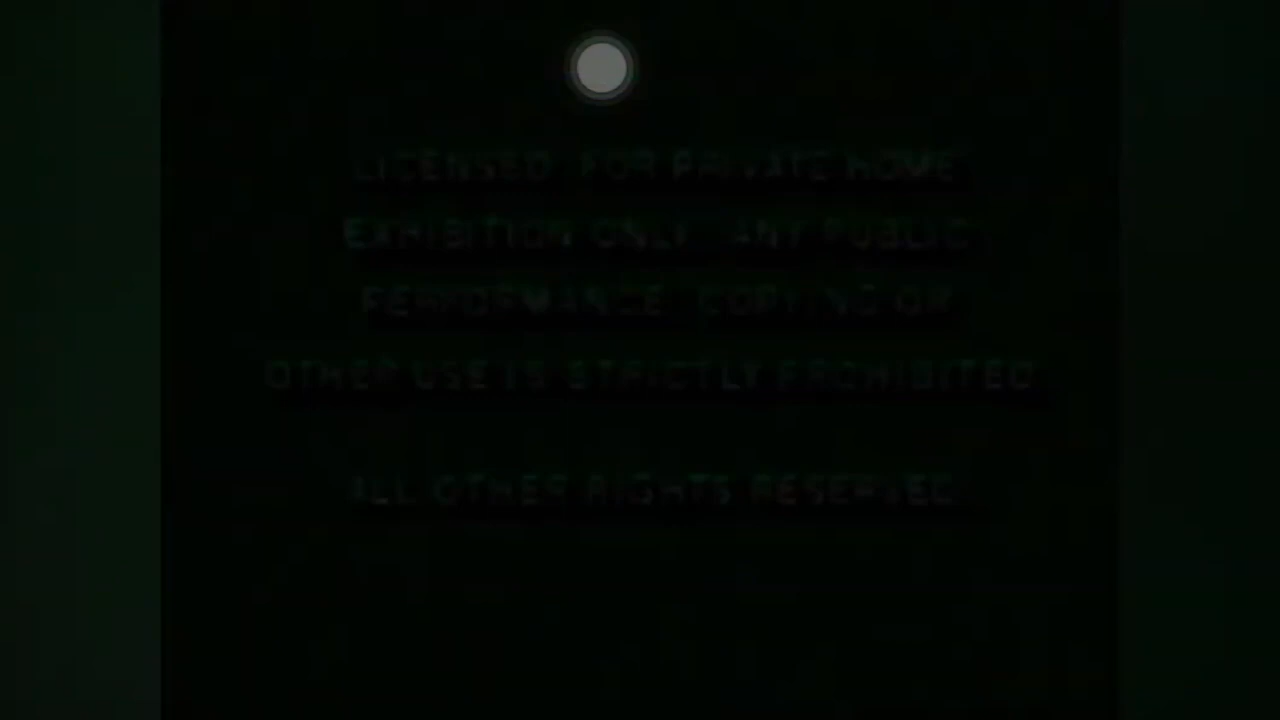 LICENSED FOR PRIVATE HOME
EXHIBITION ONLY ANY PUBLIC
PERFORMANCE COPYING OR
OTHER USE IS STRICTLY PROHIBITED
ALL OTHER RIGHTS RESERVED